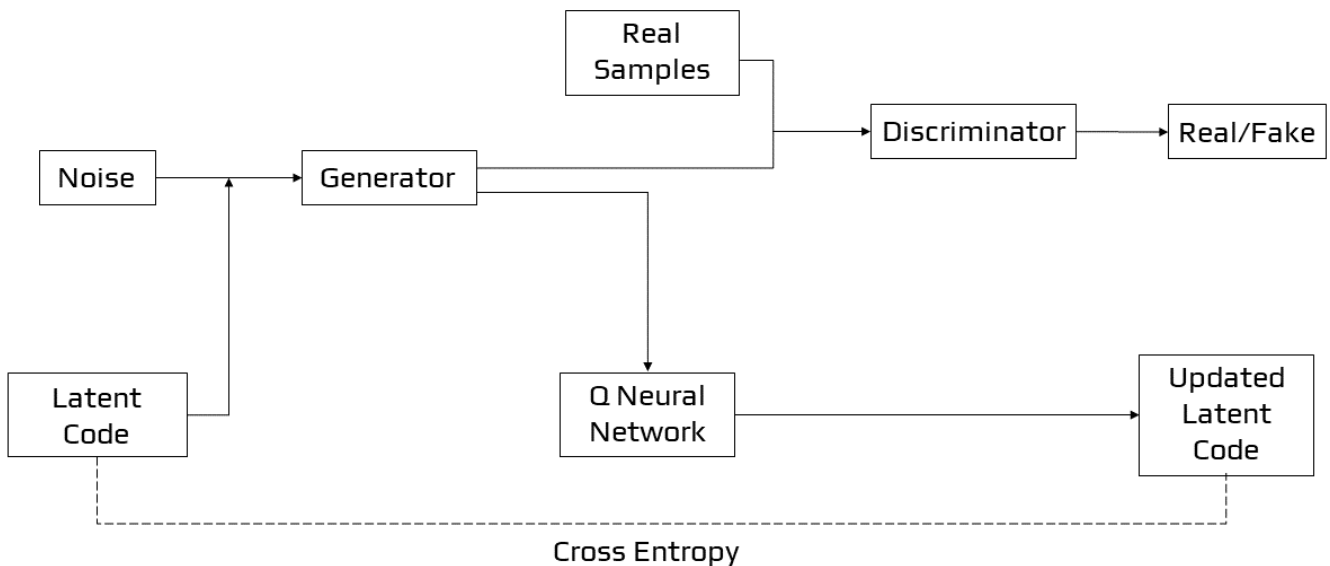 Real
Samples
Discriminator
Real/Fake
Noise
Generator
Latent
Code
Q Neural
Network
Updated
Latent
Code
Cross Entropy